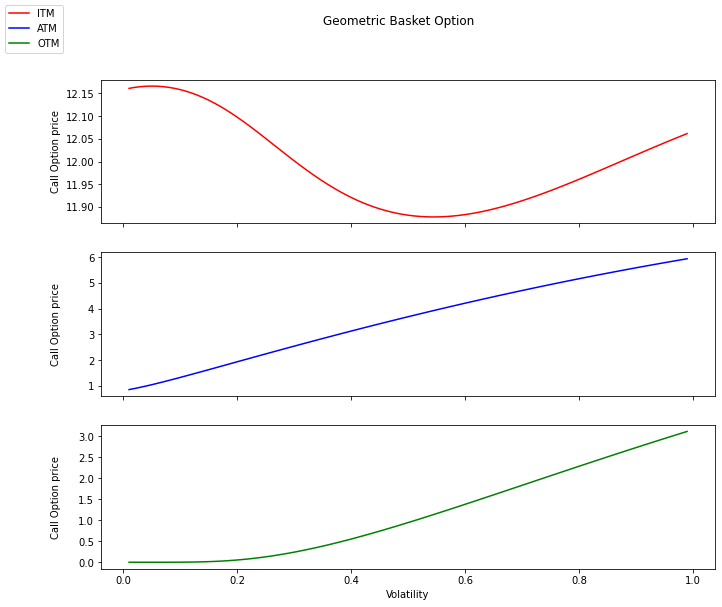 ITM
ATM
OTM
Geometric Basket Option
12.15
12.10
12.05
12.00
11.95
11.90
Call Option price
6
5
4
3
2
1
Call Option price
3.0
2.5
2.0
1.5
1.0
0.5
0.0
Call Option price
0.0 0.2 0.4 0.6 0.8 1.0
Volatility